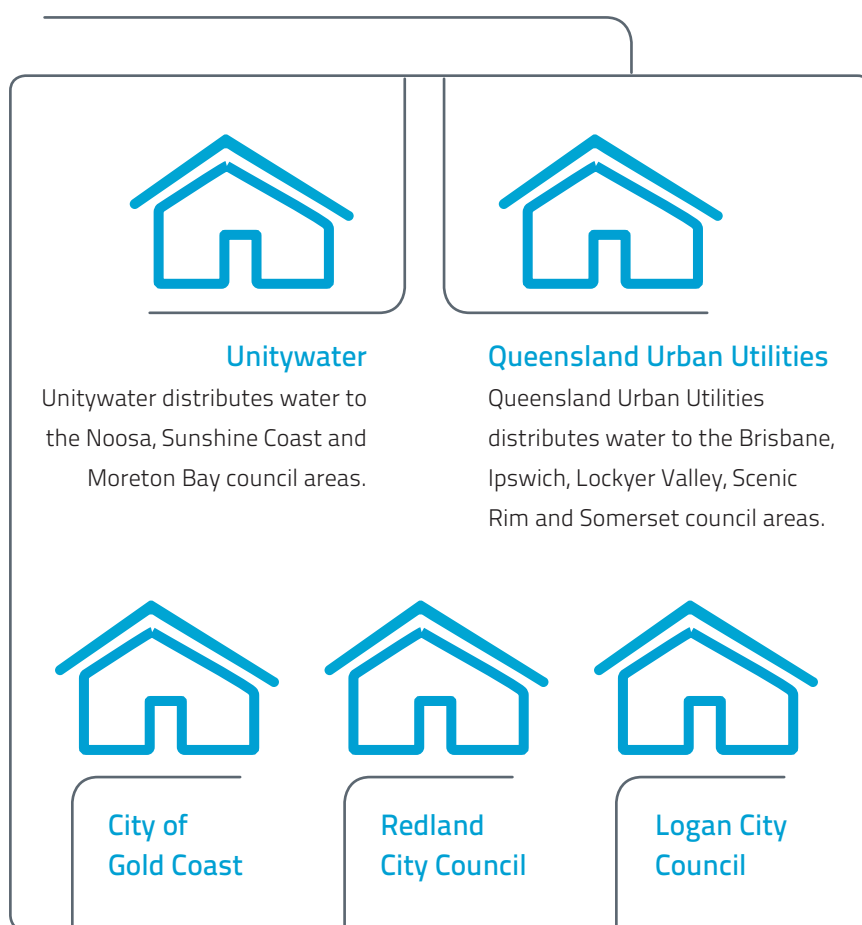 Unitywater
Unitywater distributes water to
the Noosa, Sunshine Coast and
Moreton Bay council areas.
Queensland Urban Utilities
Queensland Urban Utilities
distributes water to the Brisbane,
Ipswich, Lockyer Valley, Scenic
Rim and Somerset council areas.
City of
Gold Coast
Redland
City Council
Logan City
Council